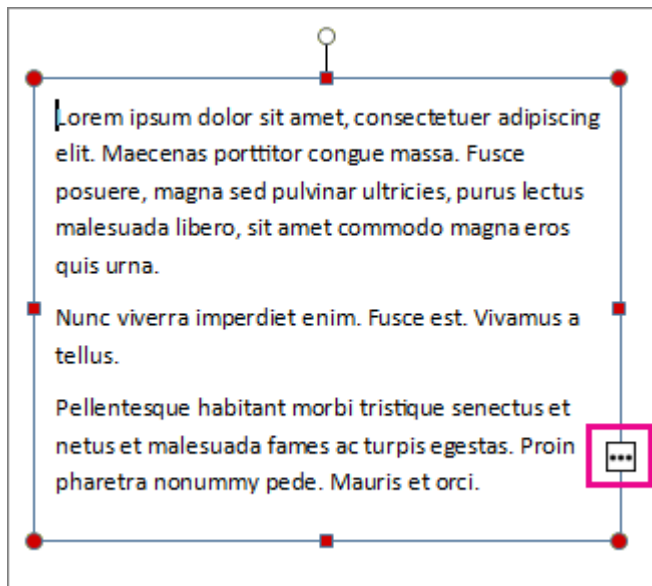 Lorem ipsum dolor sit amet, consectetuer adipiscing
elit. Maecenas porttitor congue massa. Fusce
posuere, magna sed pulvinar ultricies, purus lectus
malesuada libero, sit amet commodo magna eros
quis urna.
Nunc viverra imperdiet enim. Fusce est. Vivamus a
tellus.
Pellentesque habitant morbi tristique senectus et
netus et malesuada fames ac turpis egestas. Proin
pharetra nonummy pede. Mauris et orci.